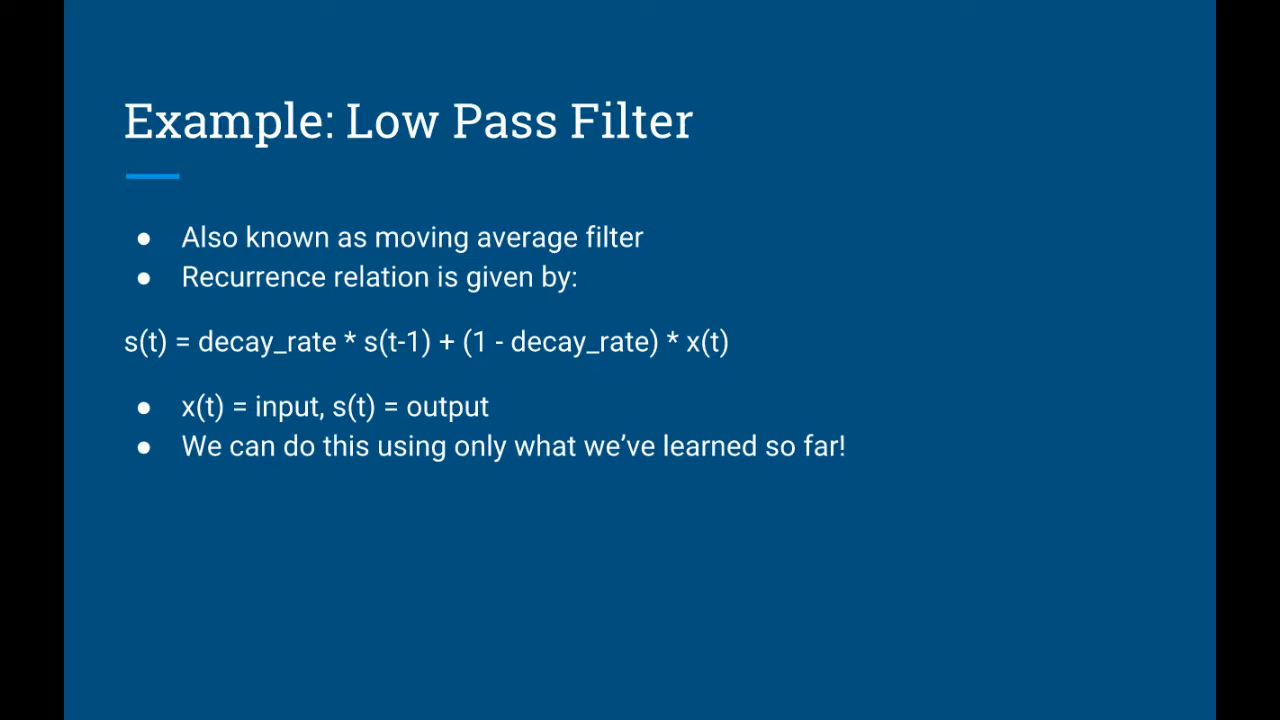 Example: Low Pass Filter
● Also known as moving average filter
● Recurrence relation is given by:
s(t) = decay_rate * s(t-1) + (1 - decay_rate) * x(t)
● x(t) = input, s(t) = output
● We can do this using only what we’ve learned so far!